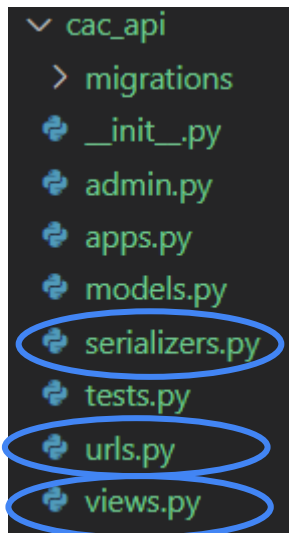 cac_api
migrations
__init__.py
admin.py
apps.py
models.py
serializers.py
tests.py
urls.py
views.py